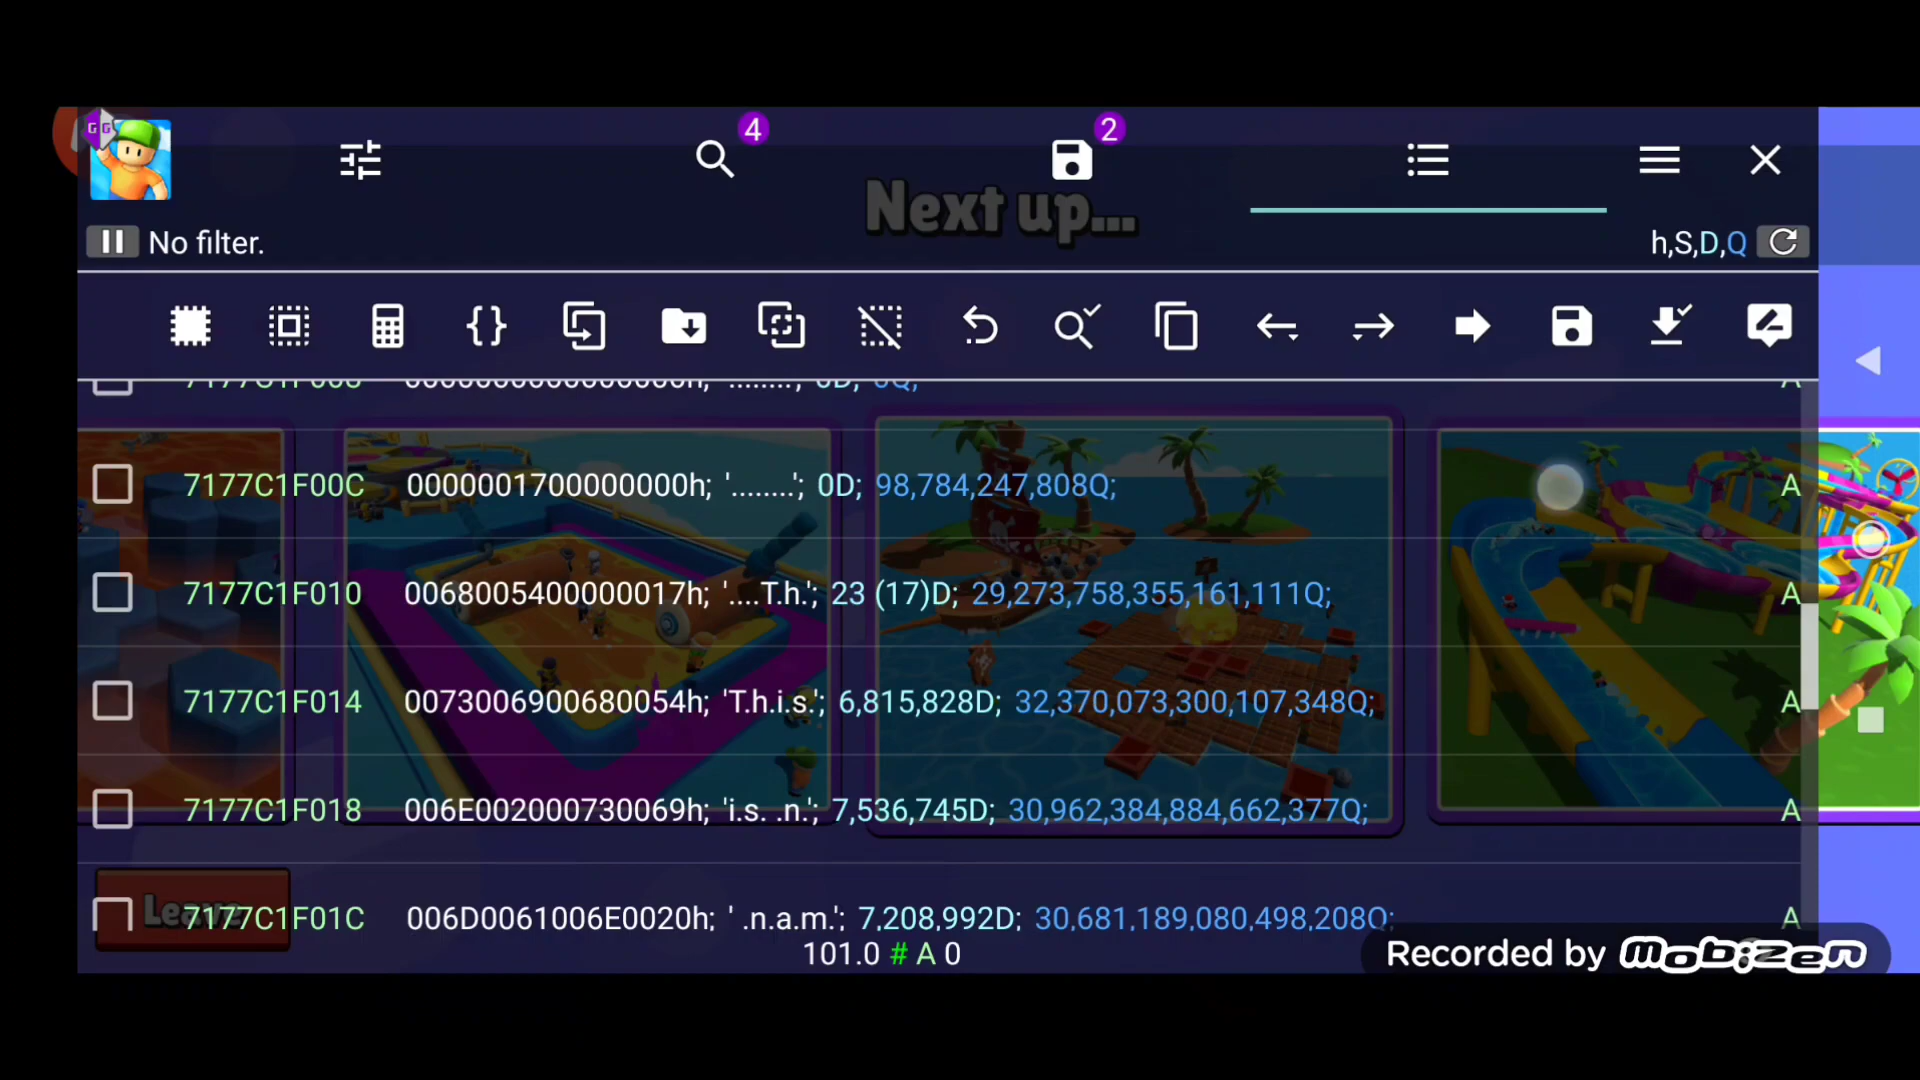 GG
4
2
Next up...
No filter.
h,S,D,Q
7177C1F00C 0000001700000000h; '........'; 0D; 98,784,247,808Q; A
7177C1F010 0068005400000017h; '....T.h.'; 23 (17)D; 29,273,758,355,161,111Q; A
7177C1F014 0073006900680054h; 'T.h.i.s.'; 6,815,828D; 32,370,073,300,107,348Q; A
7177C1F018 006E002000730069h; 'i.s. .n.'; 7,536,745D; 30,962,384,884,662,377Q; A
Leave
7177C1F01C 006D0061006E0020h; ' .n.a.m.'; 7,208,992D; 30,681,189,080,498,208Q; A
101.0 # A 0
Recorded by Mobizen